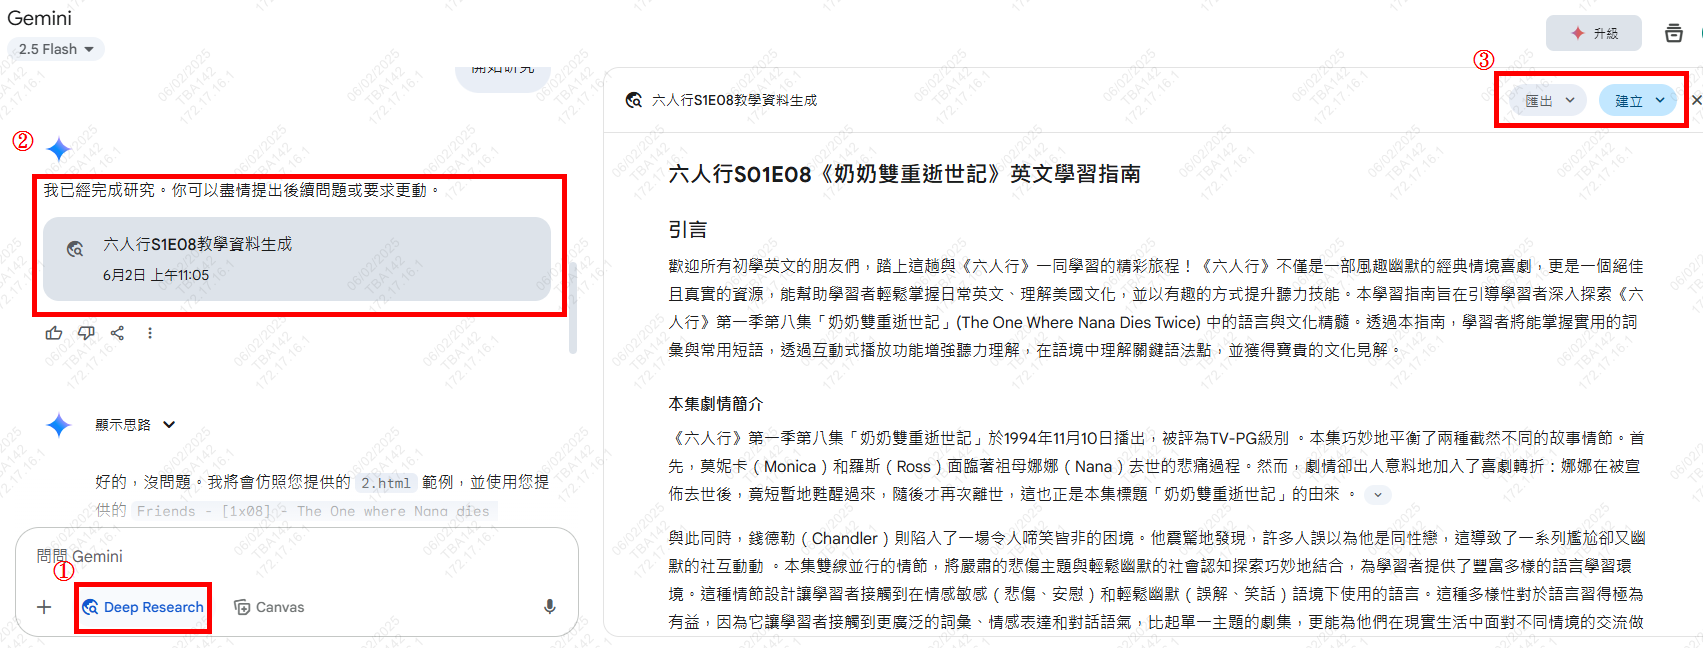 Gemini
2.5 Flash
升級
開始研究
③
六人行S1E08教學資料生成
匯出
建立
②
我已經完成研究。你可以盡情提出後續問題或要求更動。
六人行S1E08教學資料生成
6月2日 上午11:05
顯示思路
好的，沒問題。我將會仿照您提供的 2.html 範例，並使用您提
供的 Friends - [1x08] - The One where Nana dies
問問 Gemini
①
Deep Research
Canvas
六人行S01E08《奶奶雙重逝世記》英文學習指南
引言
歡迎所有初學英文的朋友們，踏上這趟與《六人行》一同學習的精彩旅程！《六人行》不僅是一部風趣幽默的經典情境喜劇，更是一個絕佳
且真實的資源，能幫助學習者輕鬆掌握日常英文、理解美國文化，並以有趣的方式提升聽力技能。本學習指南旨在引導學習者深入探索《六
人行》第一季第八集「奶奶雙重逝世記」(The One Where Nana Dies Twice) 中的語言與文化精髓。透過本指南，學習者將能掌握實用的詞
彙與常用短語，透過互動式播放功能增強聽力理解，在語境中理解關鍵語法點，並獲得寶貴的文化見解。
本集劇情簡介
《六人行》第一季第八集「奶奶雙重逝世記」於1994年11月10日播出，被評為TV-PG級別 。本集巧妙地平衡了兩種截然不同的故事情節。首
先，莫妮卡（Monica）和羅斯（Ross）面臨著祖母娜娜（Nana）去世的悲痛過程。然而，劇情卻出人意料地加入了喜劇轉折：娜娜在被宣
佈去世後，竟短暫地甦醒過來，隨後才再次離世，這也正是本集標題「奶奶雙重逝世記」的由來 。
與此同時，錢德勒（Chandler）則陷入了一場令人啼笑皆非的困境。他震驚地發現，許多人誤以為他是同性戀，這導致了一系列尷尬卻又幽
默的社互動動 。本集雙線並行的情節，將嚴肅的悲傷主題與輕鬆幽默的社會認知探索巧妙地結合，為學習者提供了豐富多樣的語言學習環
境。這種情節設計讓學習者接觸到在情感敏感（悲傷、安慰）和輕鬆幽默（誤解、笑話）語境下使用的語言。這種多樣性對於語言習得極為
有益，因為它讓學習者接觸到更廣泛的詞彙、情感表達和對話語氣，比起單一主題的劇集，更能為他們在現實生活中面對不同情境的交流做
06/02/2025
TBA142
172.17.16.1